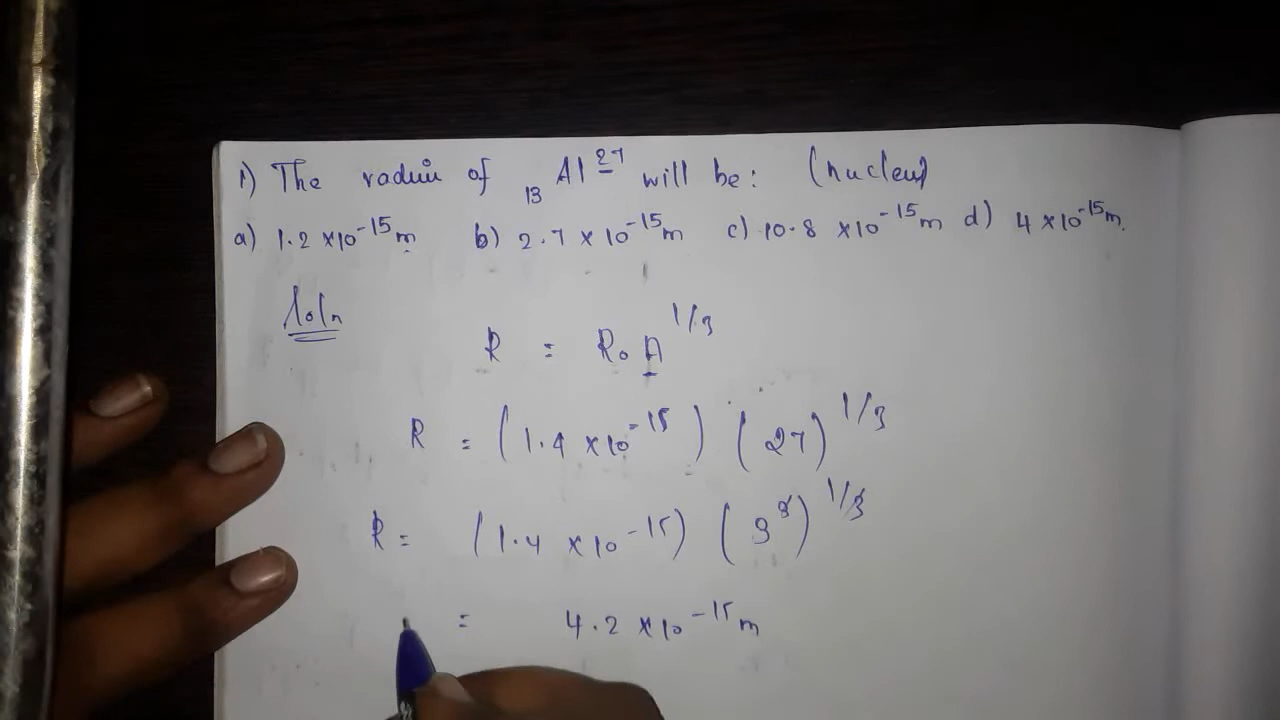 1) The radius of ₁₃Al²⁷ will be: (nucleus)
a) 1.2 ×10⁻¹⁵m b) 2.7 × 10⁻¹⁵m c) 10.8 ×10⁻¹⁵m d) 4 ×10⁻¹⁵m.
Soln
R = R₀ A^1/3
R = (1.4 ×10⁻¹⁵) (27)^1/3
R = (1.4 ×10⁻¹⁵) (3³)^1/3
= 4.2 ×10⁻¹⁵m